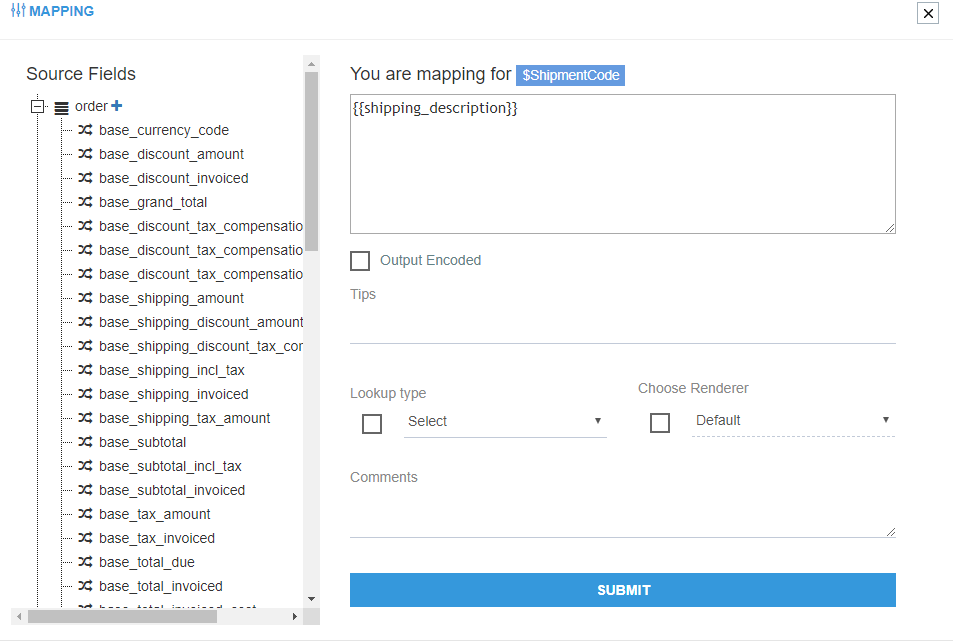 MAPPING
Source Fields
order
base_currency_code
base_discount_amount
base_discount_invoiced
base_grand_total
base_discount_tax_compensatio
base_discount_tax_compensatio
base_discount_tax_compensatio
base_shipping_amount
base_shipping_discount_amount
base_shipping_discount_tax_cor
base_shipping_incl_tax
base_shipping_invoiced
base_shipping_tax_amount
base_subtotal
base_subtotal_incl_tax
base_subtotal_invoiced
base_tax_amount
base_tax_invoiced
base_total_due
base_total_invoiced
base_total_invoiced_cost
You are mapping for $ShipmentCode
{{shipping_description}}
Output Encoded
Tips
Lookup type
Select
Choose Renderer
Default
Comments
SUBMIT